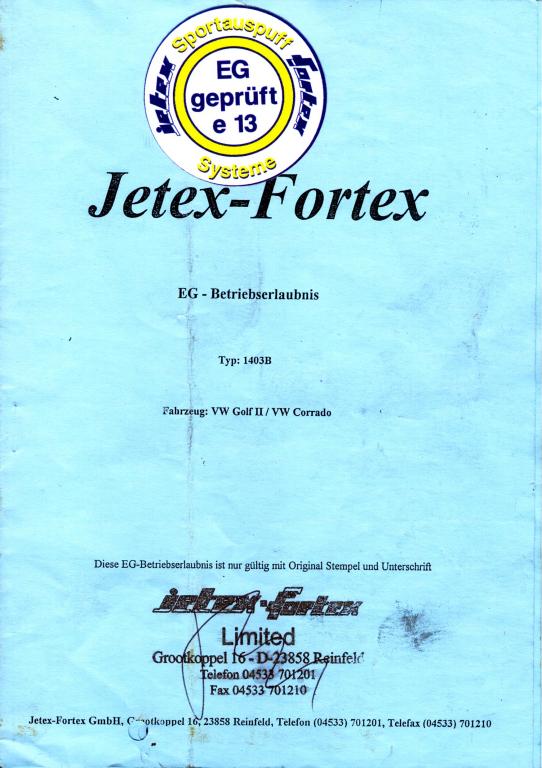 Sportauspuff
jetex
EG
geprüft
e 13
fortex
Systeme
Jetex-Fortex
EG - Betriebserlaubnis
Typ: 1403B
Fahrzeug: VW Golf II / VW Corrado
Diese EG-Betriebserlaubnis ist nur gültig mit Original Stempel und Unterschrift
jetex-fortex
Limited
Grootkoppel 16 - D-23858 Reinfeld
Telefon 04533 701201
Fax 04533 701210
Jetex-Fortex GmbH, Grootkoppel 16, 23858 Reinfeld, Telefon (04533) 701201, Telefax (04533) 701210